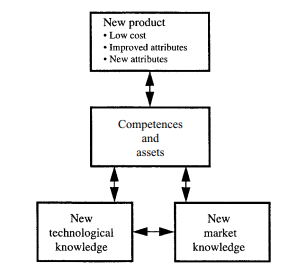 New product
• Low cost
• Improved attributes
• New attributes
Competences
and
assets
New
technological
knowledge
New
market
knowledge